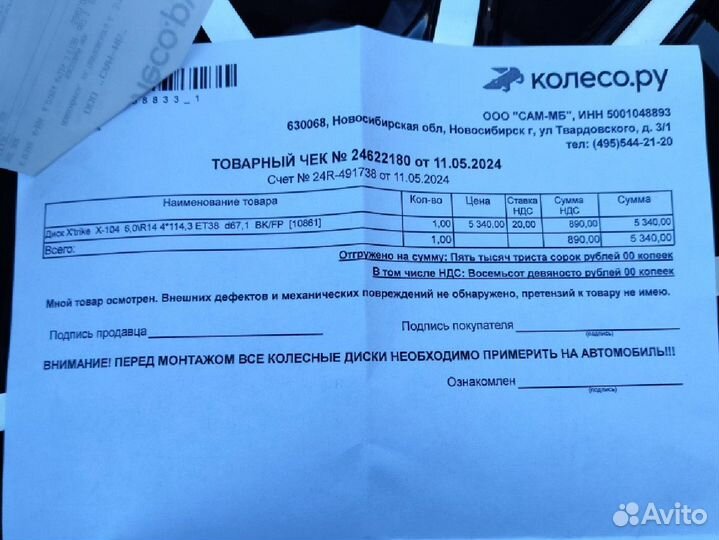 8833_1
колесо.ру
ООО "САМ-МБ", ИНН 5001048893
630068, Новосибирская обл, Новосибирск г, ул Твардовского, д. 3/1
тел: (495)544-21-20
ТОВАРНЫЙ ЧЕК № 24622180 от 11.05.2024
Счет № 24R-491738 от 11.05.2024
Наименование товара Кол-во Цена Ставка НДС Сумма НДС Сумма
Диск X'trike X-104 6,0\R14 4*114,3 ET38 d67,1 BK/FP [10861] 1,00 5 340,00 20,00 890,00 5 340,00
Всего: 1,00 890,00 5 340,00
Отгружено на сумму: Пять тысяч триста сорок рублей 00 копеек
В том числе НДС: Восемьсот девяносто рублей 00 копеек
Мной товар осмотрен. Внешних дефектов и механических повреждений не обнаружено, претензий к товару не имею.
Подпись продавца Подпись покупателя
(подпись)
ВНИМАНИЕ! ПЕРЕД МОНТАЖОМ ВСЕ КОЛЕСНЫЕ ДИСКИ НЕОБХОДИМО ПРИМЕРИТЬ НА АВТОМОБИЛЬ!!!
Ознакомлен
(подпись)
Avito